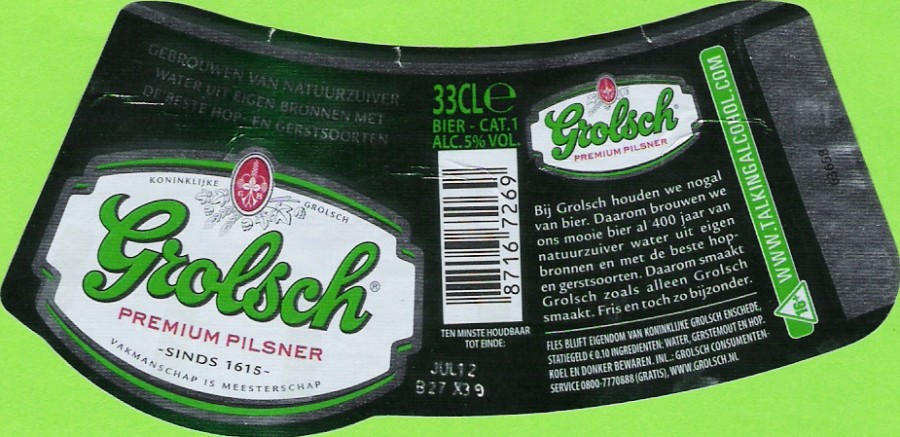 GEBROUWEN VAN NATUURZUIVER
WATER UIT EIGEN BRONNEN MET
DE BESTE HOP- EN GERSTSOORTEN
KONINKLIJKE GROLSCH
Grolsch®
PREMIUM PILSNER
-SINDS 1615-
VAKMANSCHAP IS MEESTERSCHAP
33CLe
BIER - CAT.1
ALC.5% VOL.
8716 7269
TEN MINSTE HOUDBAAR
TOT EINDE:
JUL12
B27 X39
Grolsch®
PREMIUM PILSNER
Bij Grolsch houden we nogal
van bier. Daarom brouwen we
ons mooie bier al 400 jaar van
natuurzuiver water uit eigen
bronnen en met de beste hop-
en gerstsoorten. Daarom smaakt
Grolsch zoals alleen Grolsch
smaakt. Fris en toch zo bijzonder.
FLES BLIJFT EIGENDOM VAN KONINKLIJKE GROLSCH ENSCHEDE,
STATIEGELD € 0.10 INGREDIENTEN: WATER, GERSTEMOUT EN HOP.
KOEL EN DONKER BEWAREN. INL.: GROLSCH CONSUMENTEN-
SERVICE 0800-7770888 (GRATIS), WWW.GROLSCH.NL
WWW.TALKINGALCOHOL.COM
16+